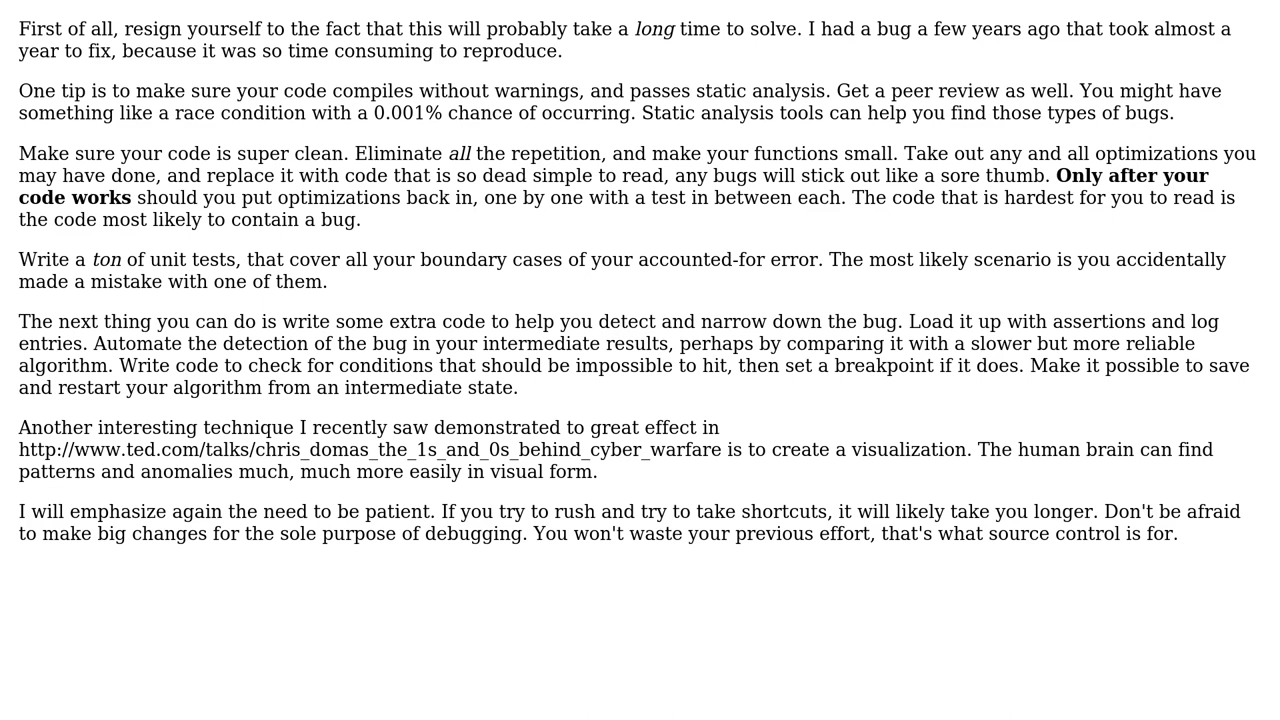 First of all, resign yourself to the fact that this will probably take a long time to solve. I had a bug a few years ago that took almost a
year to fix, because it was so time consuming to reproduce.
One tip is to make sure your code compiles without warnings, and passes static analysis. Get a peer review as well. You might have
something like a race condition with a 0.001% chance of occurring. Static analysis tools can help you find those types of bugs.
Make sure your code is super clean. Eliminate all the repetition, and make your functions small. Take out any and all optimizations you
may have done, and replace it with code that is so dead simple to read, any bugs will stick out like a sore thumb. Only after your
code works should you put optimizations back in, one by one with a test in between each. The code that is hardest for you to read is
the code most likely to contain a bug.
Write a ton of unit tests, that cover all your boundary cases of your accounted-for error. The most likely scenario is you accidentally
made a mistake with one of them.
The next thing you can do is write some extra code to help you detect and narrow down the bug. Load it up with assertions and log
entries. Automate the detection of the bug in your intermediate results, perhaps by comparing it with a slower but more reliable
algorithm. Write code to check for conditions that should be impossible to hit, then set a breakpoint if it does. Make it possible to save
and restart your algorithm from an intermediate state.
Another interesting technique I recently saw demonstrated to great effect in
http://www.ted.com/talks/chris_domas_the_1s_and_0s_behind_cyber_warfare is to create a visualization. The human brain can find
patterns and anomalies much, much more easily in visual form.
I will emphasize again the need to be patient. If you try to rush and try to take shortcuts, it will likely take you longer. Don't be afraid
to make big changes for the sole purpose of debugging. You won't waste your previous effort, that's what source control is for.